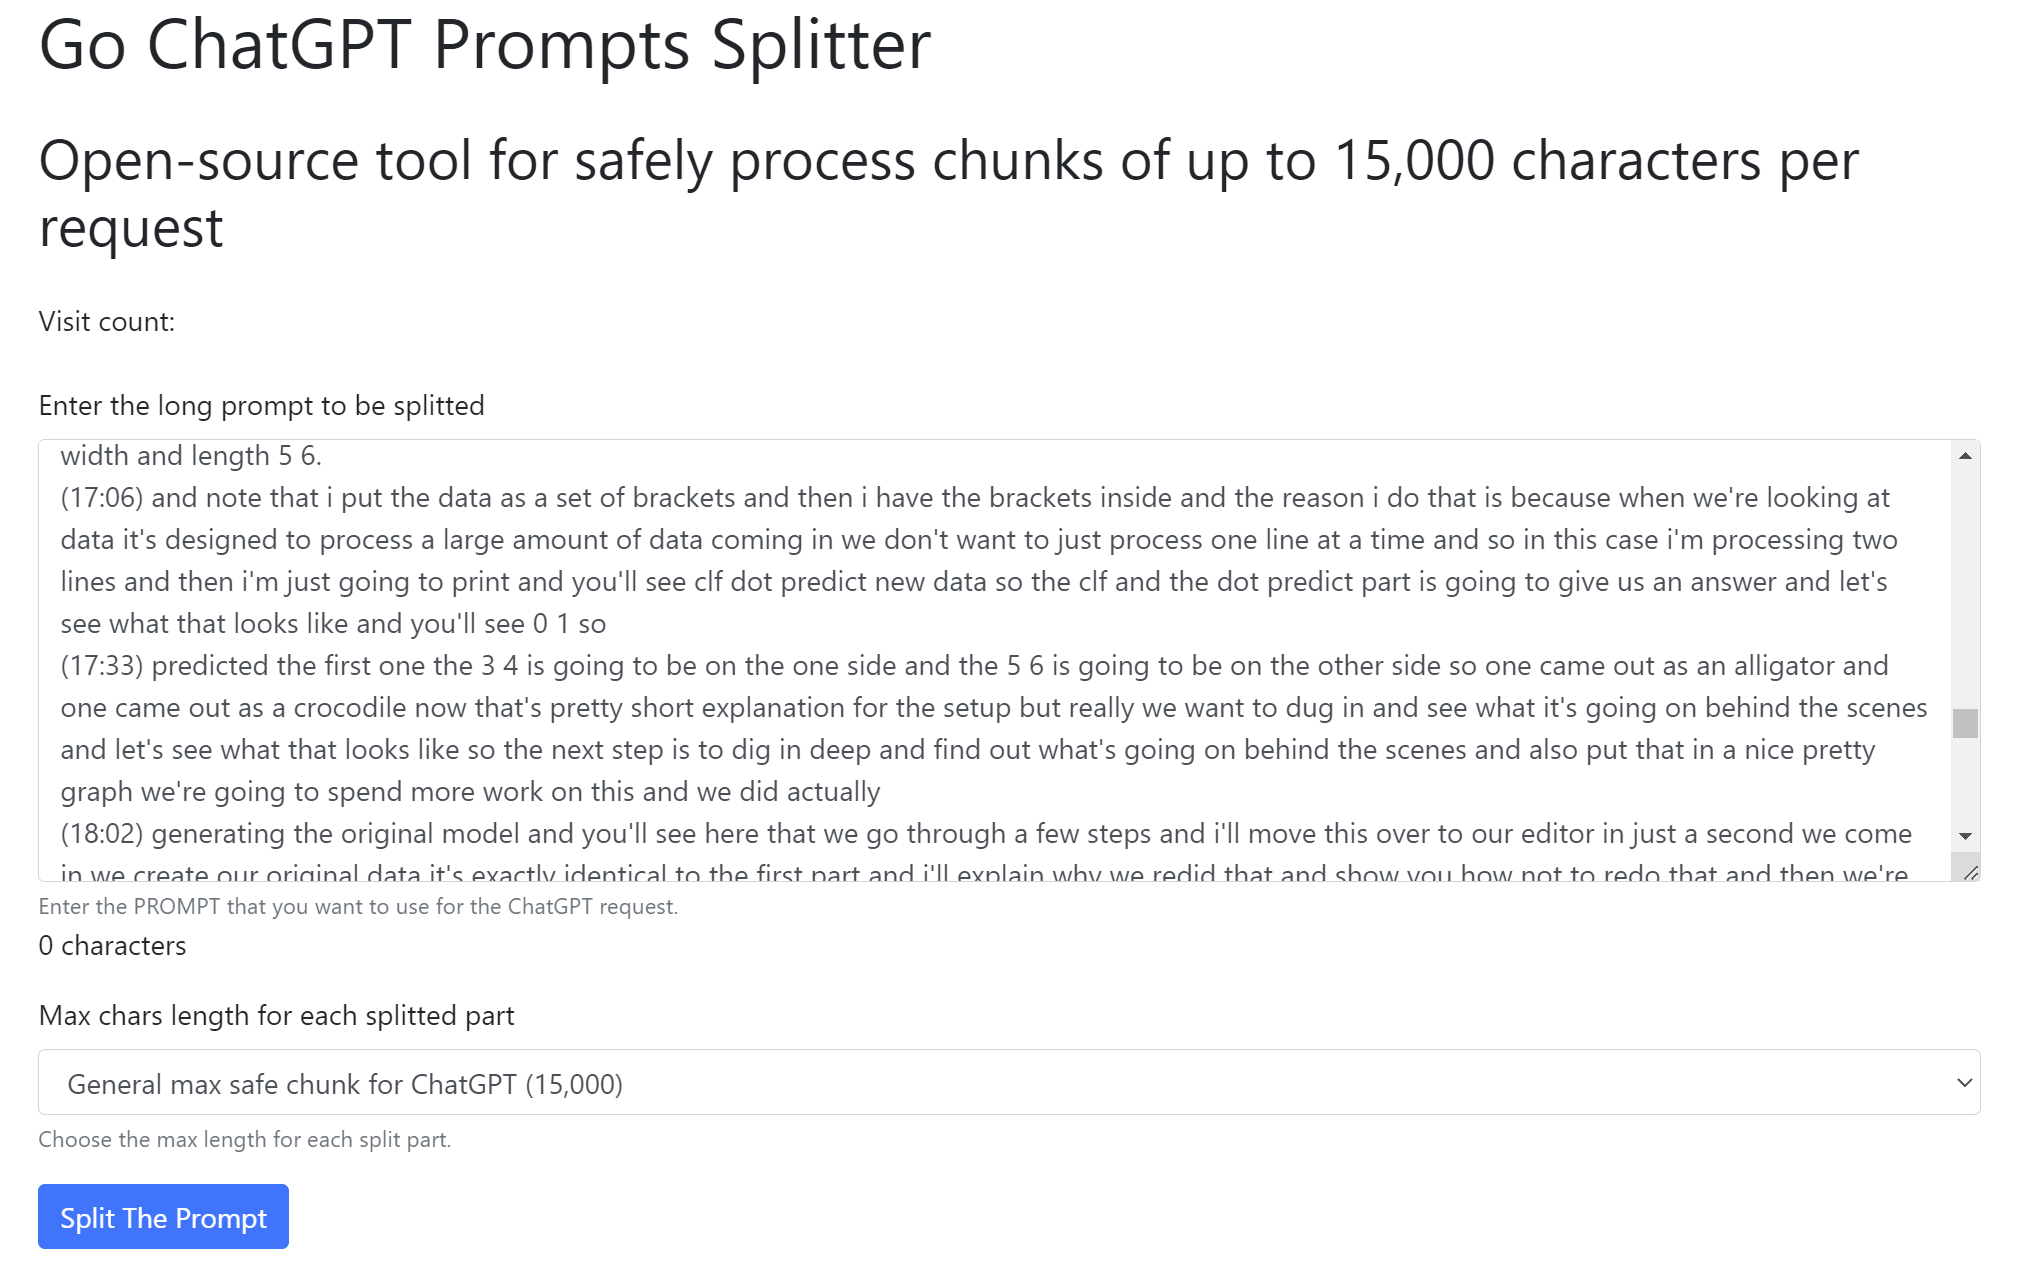 Go ChatGPT Prompts Splitter
Open-source tool for safely process chunks of up to 15,000 characters per
request
Visit count:
Enter the long prompt to be splitted
width and length 5 6.
(17:06) and note that i put the data as a set of brackets and then i have the brackets inside and the reason i do that is because when we're looking at
data it's designed to process a large amount of data coming in we don't want to just process one line at a time and so in this case i'm processing two
lines and then i'm just going to print and you'll see clf dot predict new data so the clf and the dot predict part is going to give us an answer and let's
see what that looks like and you'll see 0 1 so
(17:33) predicted the first one the 3 4 is going to be on the one side and the 5 6 is going to be on the other side so one came out as an alligator and
one came out as a crocodile now that's pretty short explanation for the setup but really we want to dug in and see what it's going on behind the scenes
and let's see what that looks like so the next step is to dig in deep and find out what's going on behind the scenes and also put that in a nice pretty
graph we're going to spend more work on this and we did actually
(18:02) generating the original model and you'll see here that we go through a few steps and i'll move this over to our editor in just a second we come
in we create our original data it's exactly identical to the first part and i'll explain why we redid that and show you how not to redo that and then we're
Enter the PROMPT that you want to use for the ChatGPT request.
0 characters
Max chars length for each splitted part
General max safe chunk for ChatGPT (15,000)
Choose the max length for each split part.
Split The Prompt